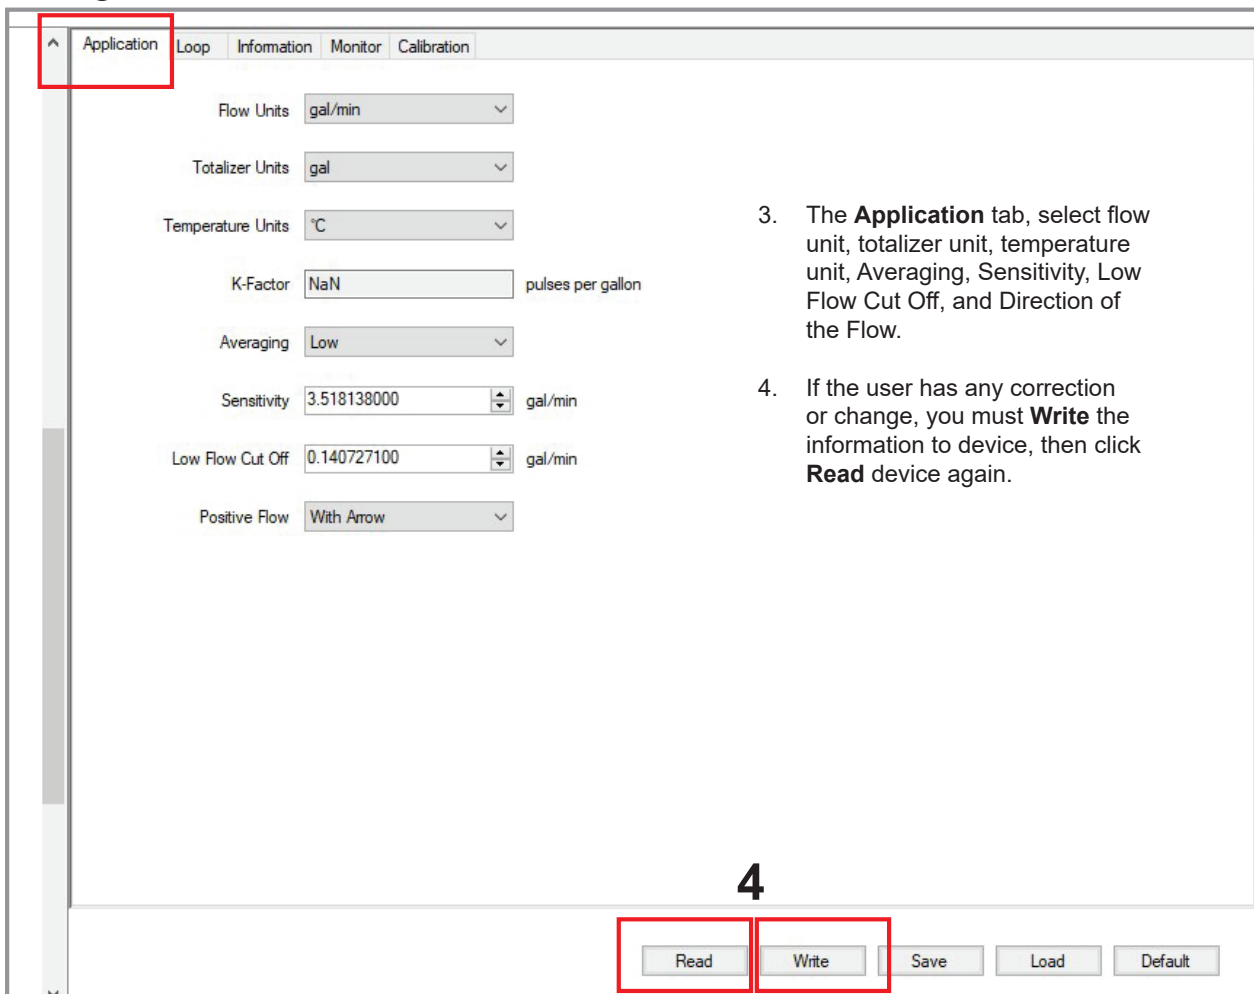 Application Loop Information Monitor Calibration
Flow Units gal/min
Totalizer Units gal
Temperature Units °C
K-Factor NaN pulses per gallon
Averaging Low
Sensitivity 3.518138000 gal/min
Low Flow Cut Off 0.140727100 gal/min
Positive Flow With Arrow
3. The Application tab, select flow
unit, totalizer unit, temperature
unit, Averaging, Sensitivity, Low
Flow Cut Off, and Direction of
the Flow.
4. If the user has any correction
or change, you must Write the
information to device, then click
Read device again.
4
Read Write Save Load Default